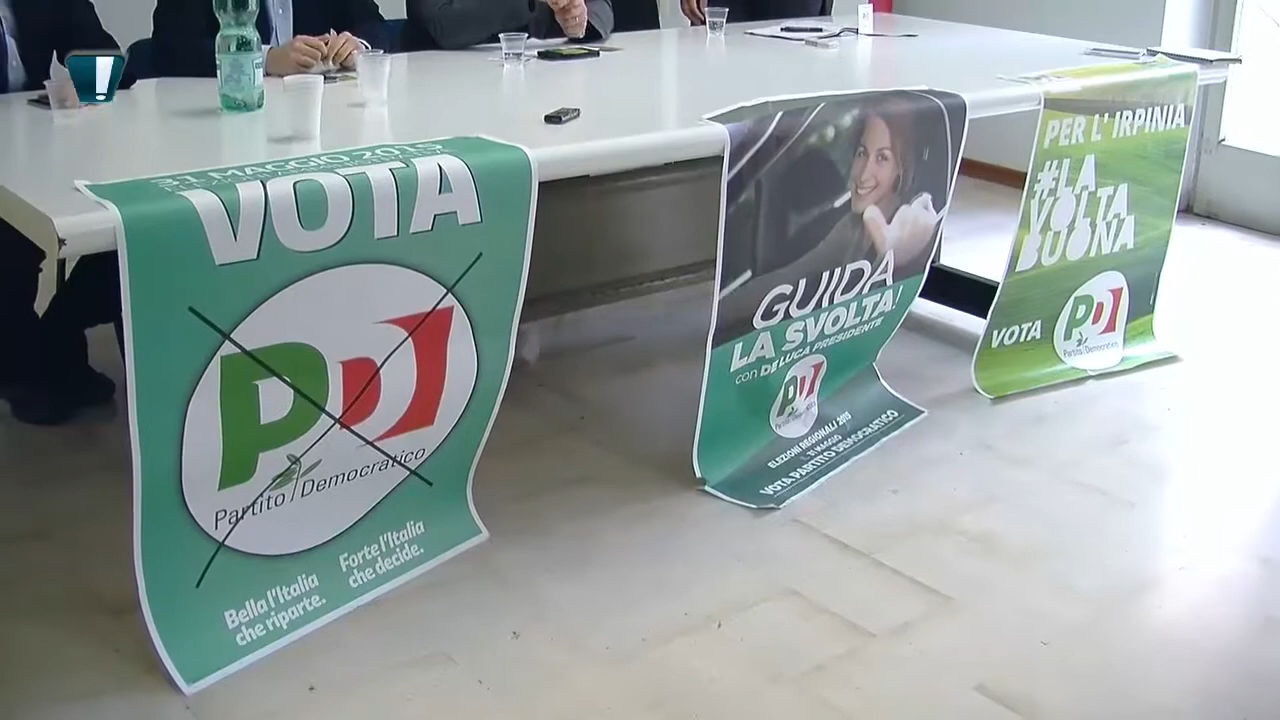 31 MAGGIO 2015
VOTA
PD
Partito Democratico
Bella l'Italia
che riparte.
Forte l'Italia
che decide.
GUIDA
LA SVOLTA!
con DE LUCA PRESIDENTE
PD
Partito Democratico
ELEZIONI REGIONALI 2015
31 MAGGIO
VOTA PARTITO DEMOCRATICO
PER L'IRPINIA
#LA
VOLTA
BUONA
VOTA
PD
Partito Democratico